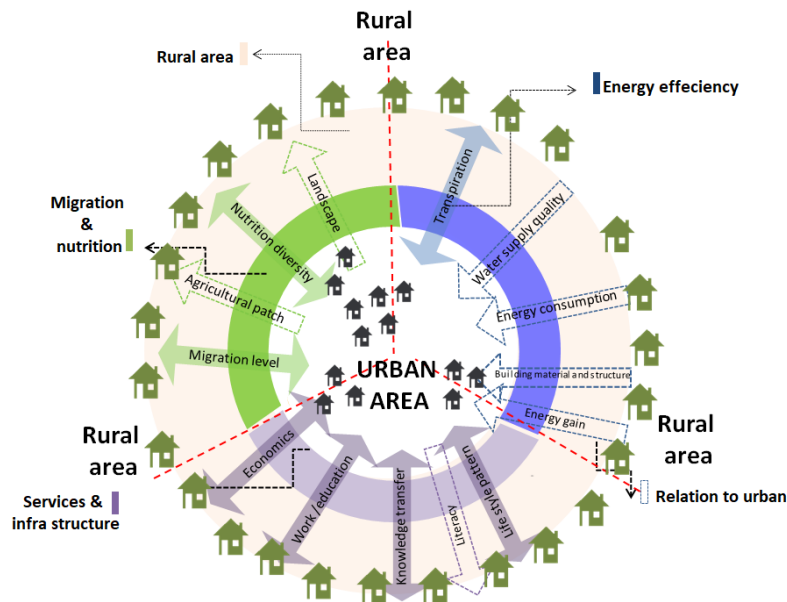 Rural
area
Rural area
Energy effeciency
Transpiration
Landscape
Migration
&
nutrition
Nutrition diversity
Water supply quality
Agricultural patch
Energy consumption
Migration level
URBAN
AREA
Building material and structure
Energy gain
Rural
area
Rural
area
Economics
Services &
infra structure
Work /education
Knowledge transfer
Literacy
Life style pattern
Relation to urban